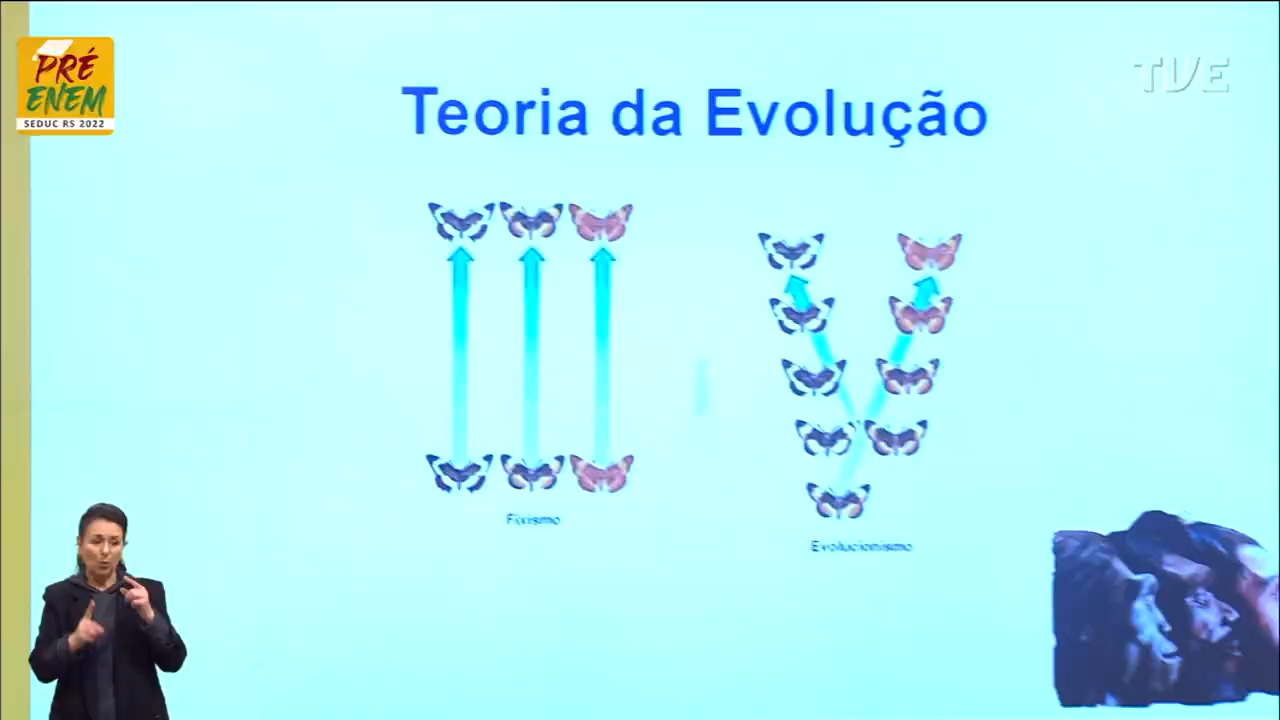 PRÉ
ENEM
SEDUC RS 2022
TVE
Teoria da Evolução
Fixismo
Evolucionismo